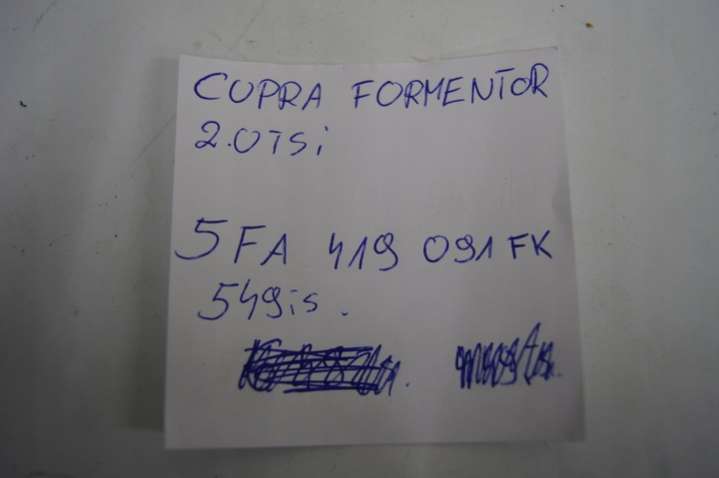 CUPRA FORMENTOR
2.0TSi
5FA 419 091 FK
549is.